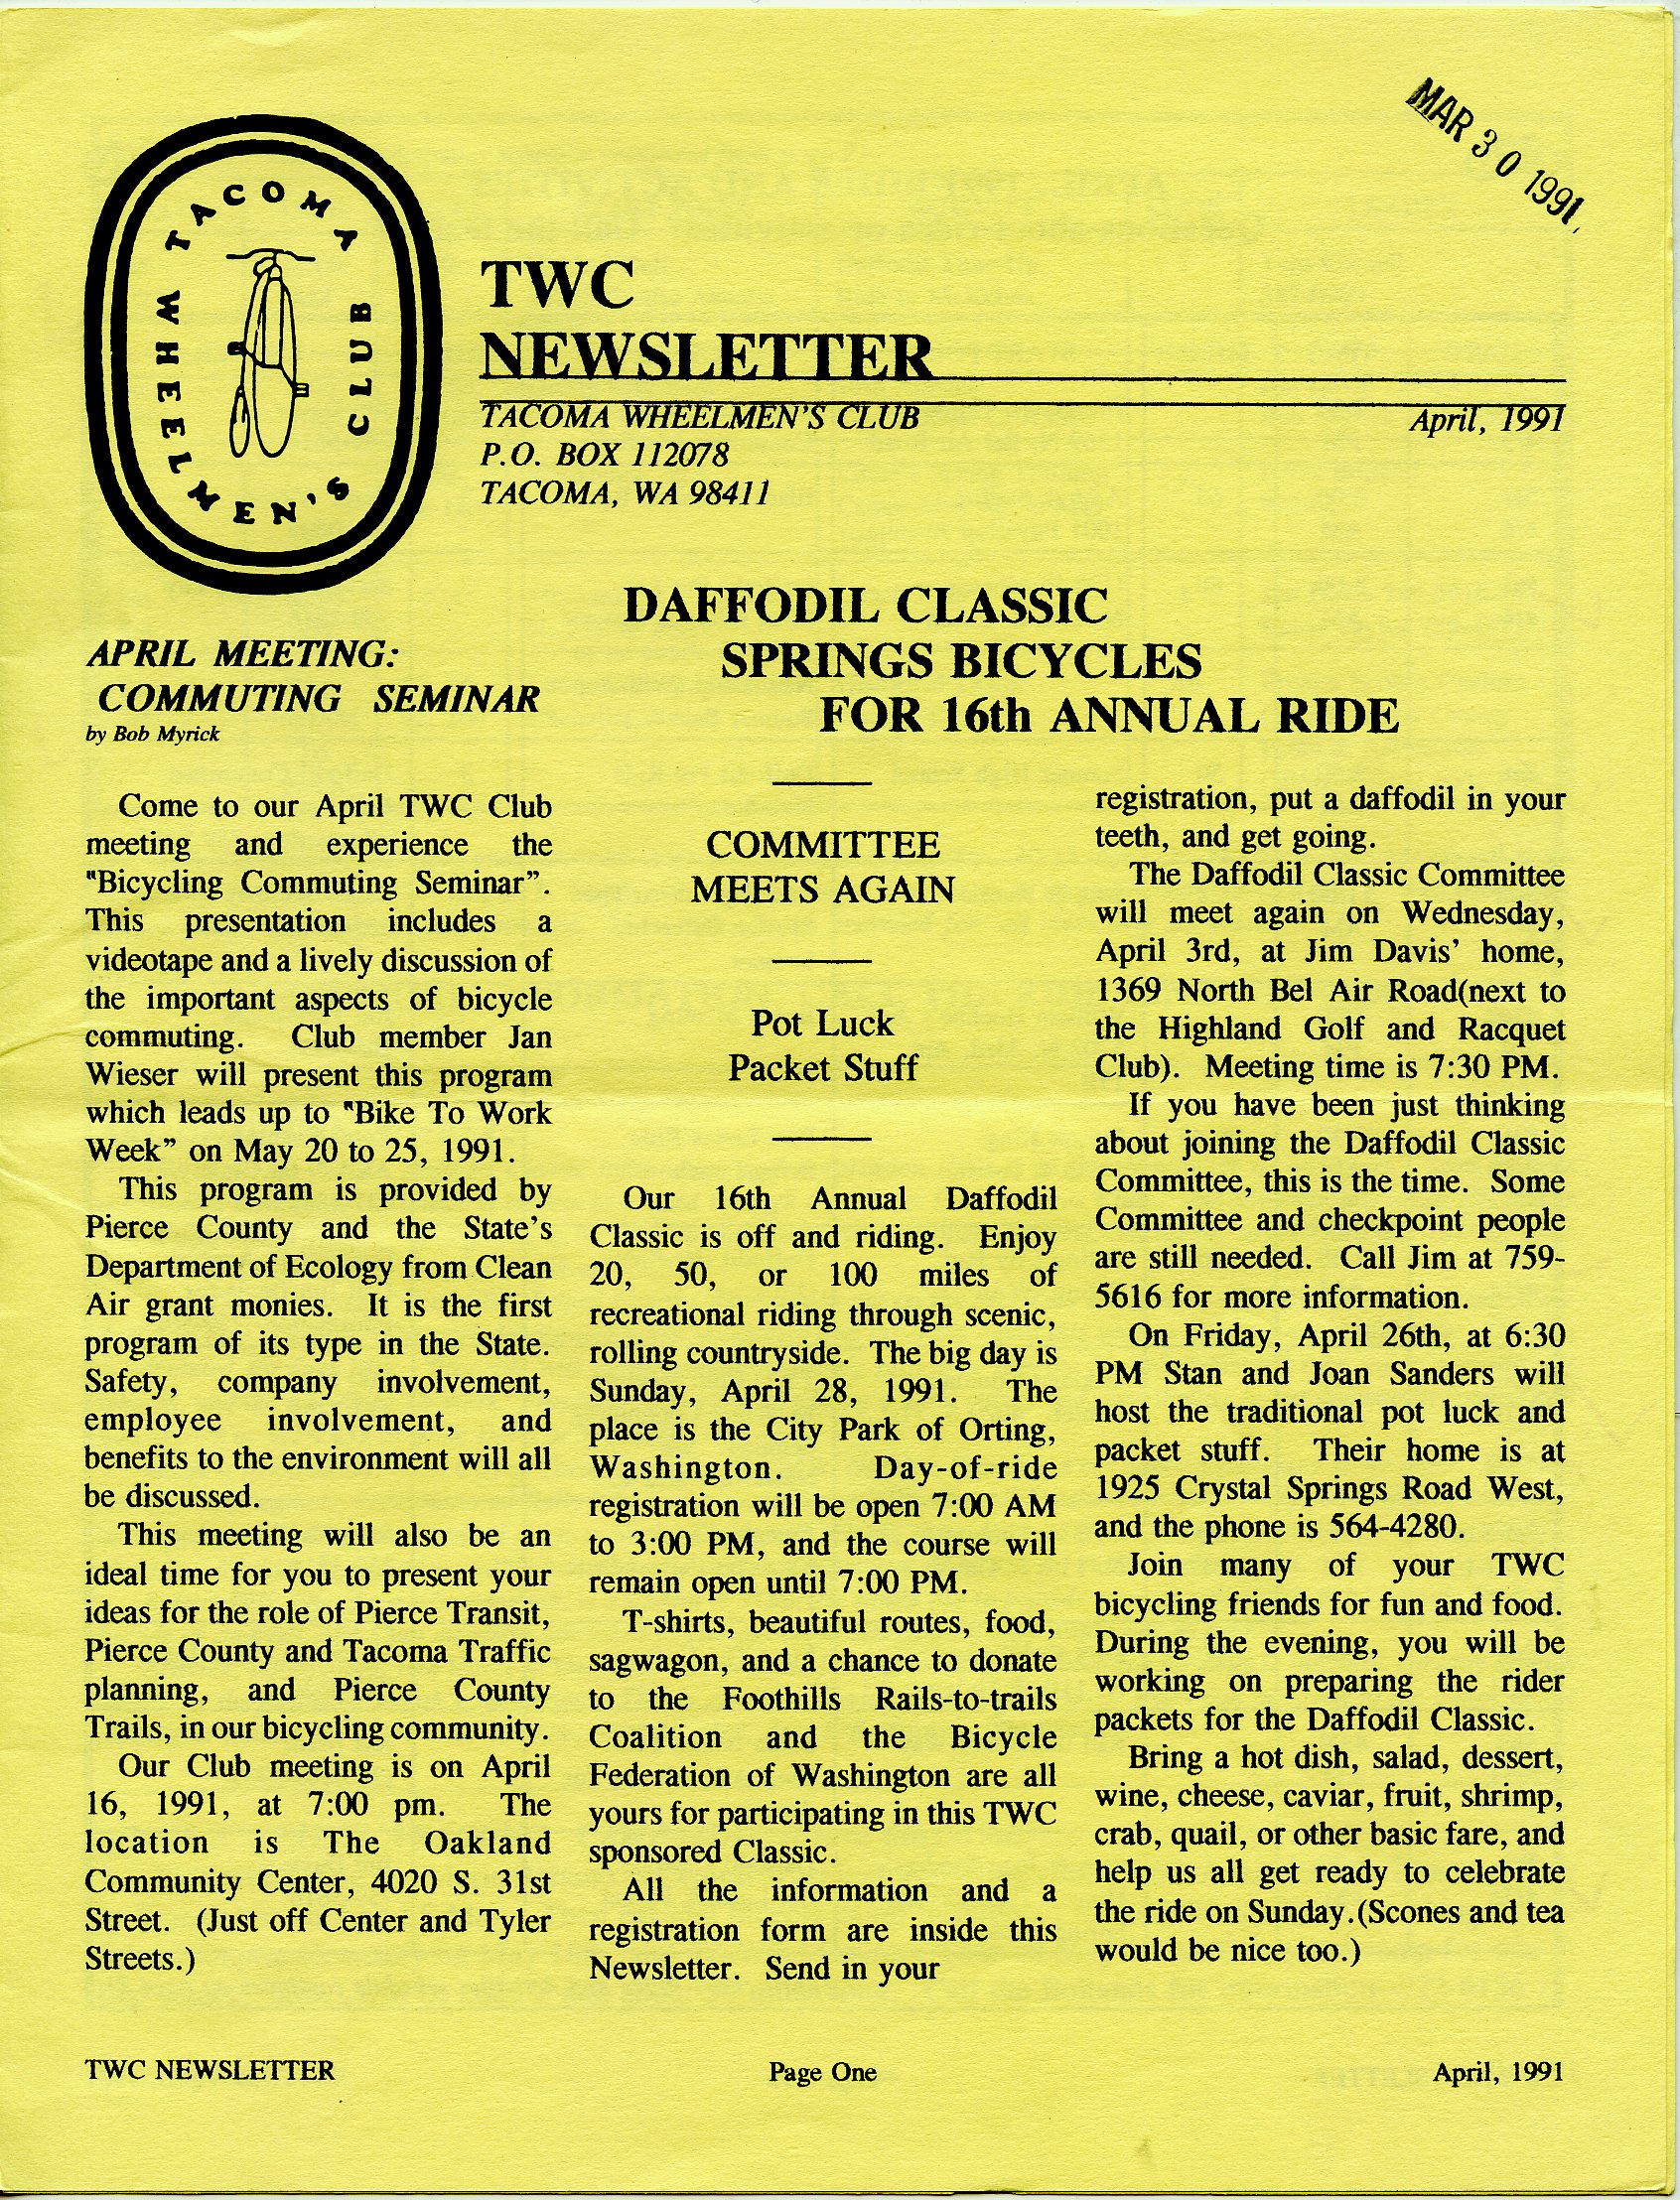 MAR 30 1991
TACOMA WHEELMEN'S CLUB
TWC
NEWSLETTER
TACOMA WHEELMEN'S CLUB
April, 1991
P.O. BOX 112078
TACOMA, WA 98411
DAFFODIL CLASSIC
SPRINGS BICYCLES
FOR 16th ANNUAL RIDE
APRIL MEETING:
COMMUTING SEMINAR
by Bob Myrick
Come to our April TWC Club
meeting and experience the
"Bicycling Commuting Seminar".
This presentation includes a
videotape and a lively discussion of
the important aspects of bicycle
commuting. Club member Jan
Wieser will present this program
which leads up to "Bike To Work
Week" on May 20 to 25, 1991.
This program is provided by
Pierce County and the State's
Department of Ecology from Clean
Air grant monies. It is the first
program of its type in the State.
Safety, company involvement,
employee involvement, and
benefits to the environment will all
be discussed.
This meeting will also be an
ideal time for you to present your
ideas for the role of Pierce Transit,
Pierce County and Tacoma Traffic
planning, and Pierce County
Trails, in our bicycling community.
Our Club meeting is on April
16, 1991, at 7:00 pm. The
location is The Oakland
Community Center, 4020 S. 31st
Street. (Just off Center and Tyler
Streets.)
COMMITTEE
MEETS AGAIN
Pot Luck
Packet Stuff
Our 16th Annual Daffodil
Classic is off and riding. Enjoy
20, 50, or 100 miles of
recreational riding through scenic,
rolling countryside. The big day is
Sunday, April 28, 1991. The
place is the City Park of Orting,
Washington. Day-of-ride
registration will be open 7:00 AM
to 3:00 PM, and the course will
remain open until 7:00 PM.
T-shirts, beautiful routes, food,
sagwagon, and a chance to donate
to the Foothills Rails-to-trails
Coalition and the Bicycle
Federation of Washington are all
yours for participating in this TWC
sponsored Classic.
All the information and a
registration form are inside this
Newsletter. Send in your
registration, put a daffodil in your
teeth, and get going.
The Daffodil Classic Committee
will meet again on Wednesday,
April 3rd, at Jim Davis' home,
1369 North Bel Air Road(next to
the Highland Golf and Racquet
Club). Meeting time is 7:30 PM.
If you have been just thinking
about joining the Daffodil Classic
Committee, this is the time. Some
Committee and checkpoint people
are still needed. Call Jim at 759-
5616 for more information.
On Friday, April 26th, at 6:30
PM Stan and Joan Sanders will
host the traditional pot luck and
packet stuff. Their home is at
1925 Crystal Springs Road West,
and the phone is 564-4280.
Join many of your TWC
bicycling friends for fun and food.
During the evening, you will be
working on preparing the rider
packets for the Daffodil Classic.
Bring a hot dish, salad, dessert,
wine, cheese, caviar, fruit, shrimp,
crab, quail, or other basic fare, and
help us all get ready to celebrate
the ride on Sunday.(Scones and tea
would be nice too.)
TWC NEWSLETTER
Page One
April, 1991